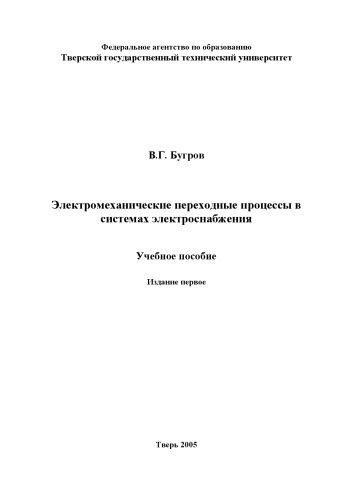 Федеральное агентство по образованию
Тверской государственный технический университет
В.Г. Бугров
Электромеханические переходные процессы в
системах электроснабжения
Учебное пособие
Издание первое
Тверь 2005